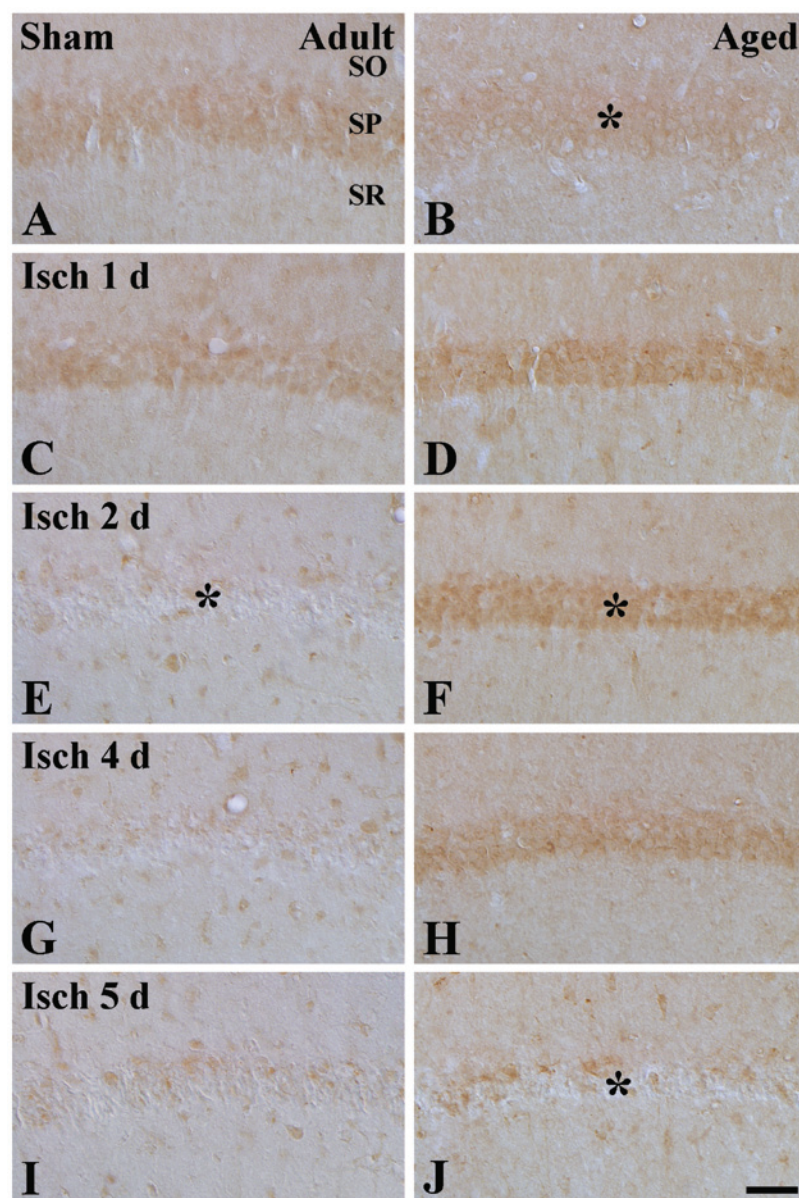 Sham Adult Aged
SO
SP *
SR
A B
Isch 1 d
C D
Isch 2 d
* *
E F
Isch 4 d
G H
Isch 5 d
*
I J